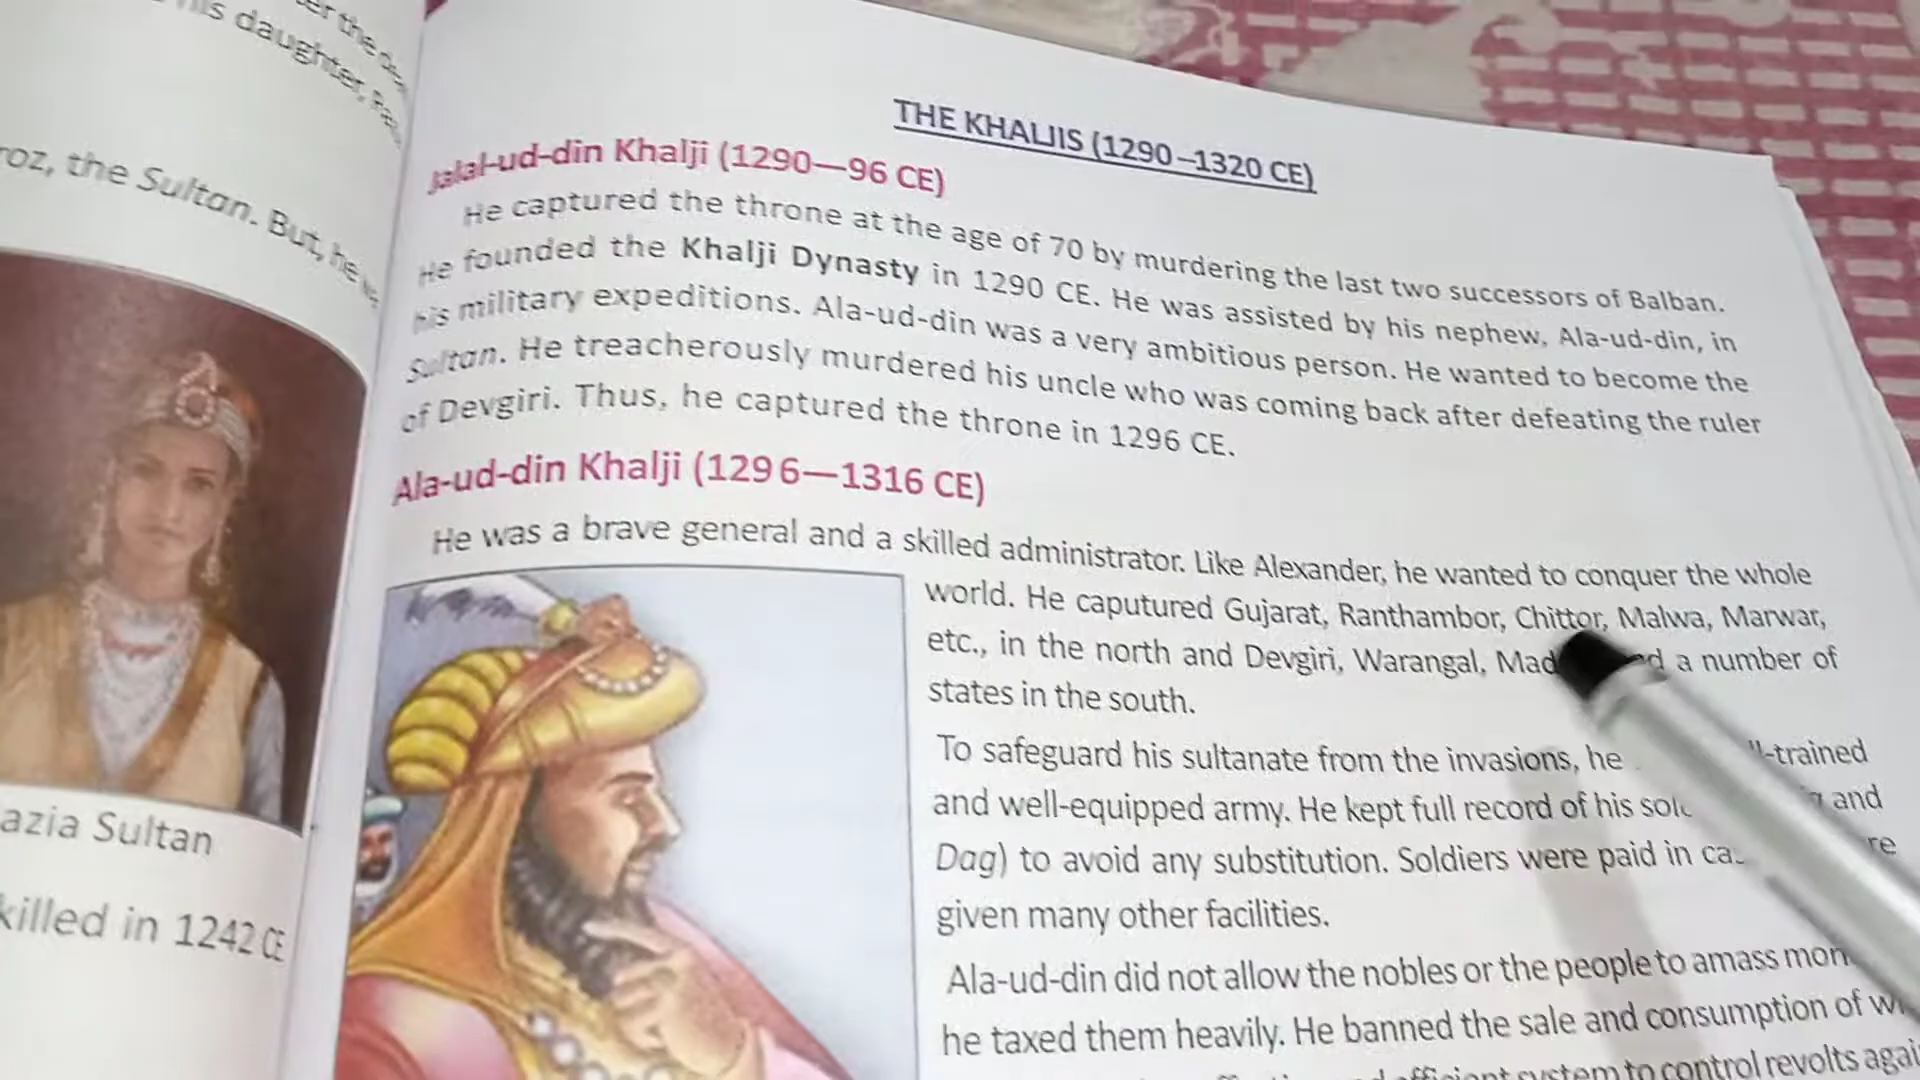 er the
his daughter,
roz, the Sultan. But, he
azia Sultan
killed in 1242 CE
THE KHALJIS (1290–1320 CE)
Jalal-ud-din Khalji (1290—96 CE)
He captured the throne at the age of 70 by murdering the last two successors of Balban.
He founded the Khalji Dynasty in 1290 CE. He was assisted by his nephew, Ala-ud-din, in
his military expeditions. Ala-ud-din was a very ambitious person. He wanted to become the
Sultan. He treacherously murdered his uncle who was coming back after defeating the ruler
of Devgiri. Thus, he captured the throne in 1296 CE.
Ala-ud-din Khalji (1296—1316 CE)
He was a brave general and a skilled administrator. Like Alexander, he wanted to conquer the whole
world. He caputured Gujarat, Ranthambor, Chittor, Malwa, Marwar,
etc., in the north and Devgiri, Warangal, Mad a number of
states in the south.
To safeguard his sultanate from the invasions, he ll-trained
and well-equipped army. He kept full record of his and
Dag) to avoid any substitution. Soldiers were paid in re
given many other facilities.
Ala-ud-din did not allow the nobles or the people to amass mon
he taxed them heavily. He banned the sale and consumption of w
efficient system to control revolts agai